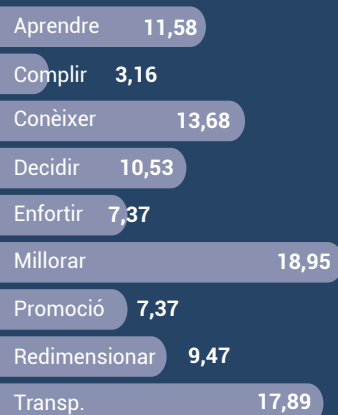 Aprendre 11,58
Complir 3,16
Conèixer 13,68
Decidir 10,53
Enfortir 7,37
Millorar 18,95
Promoció 7,37
Redimensionar 9,47
Transp. 17,89